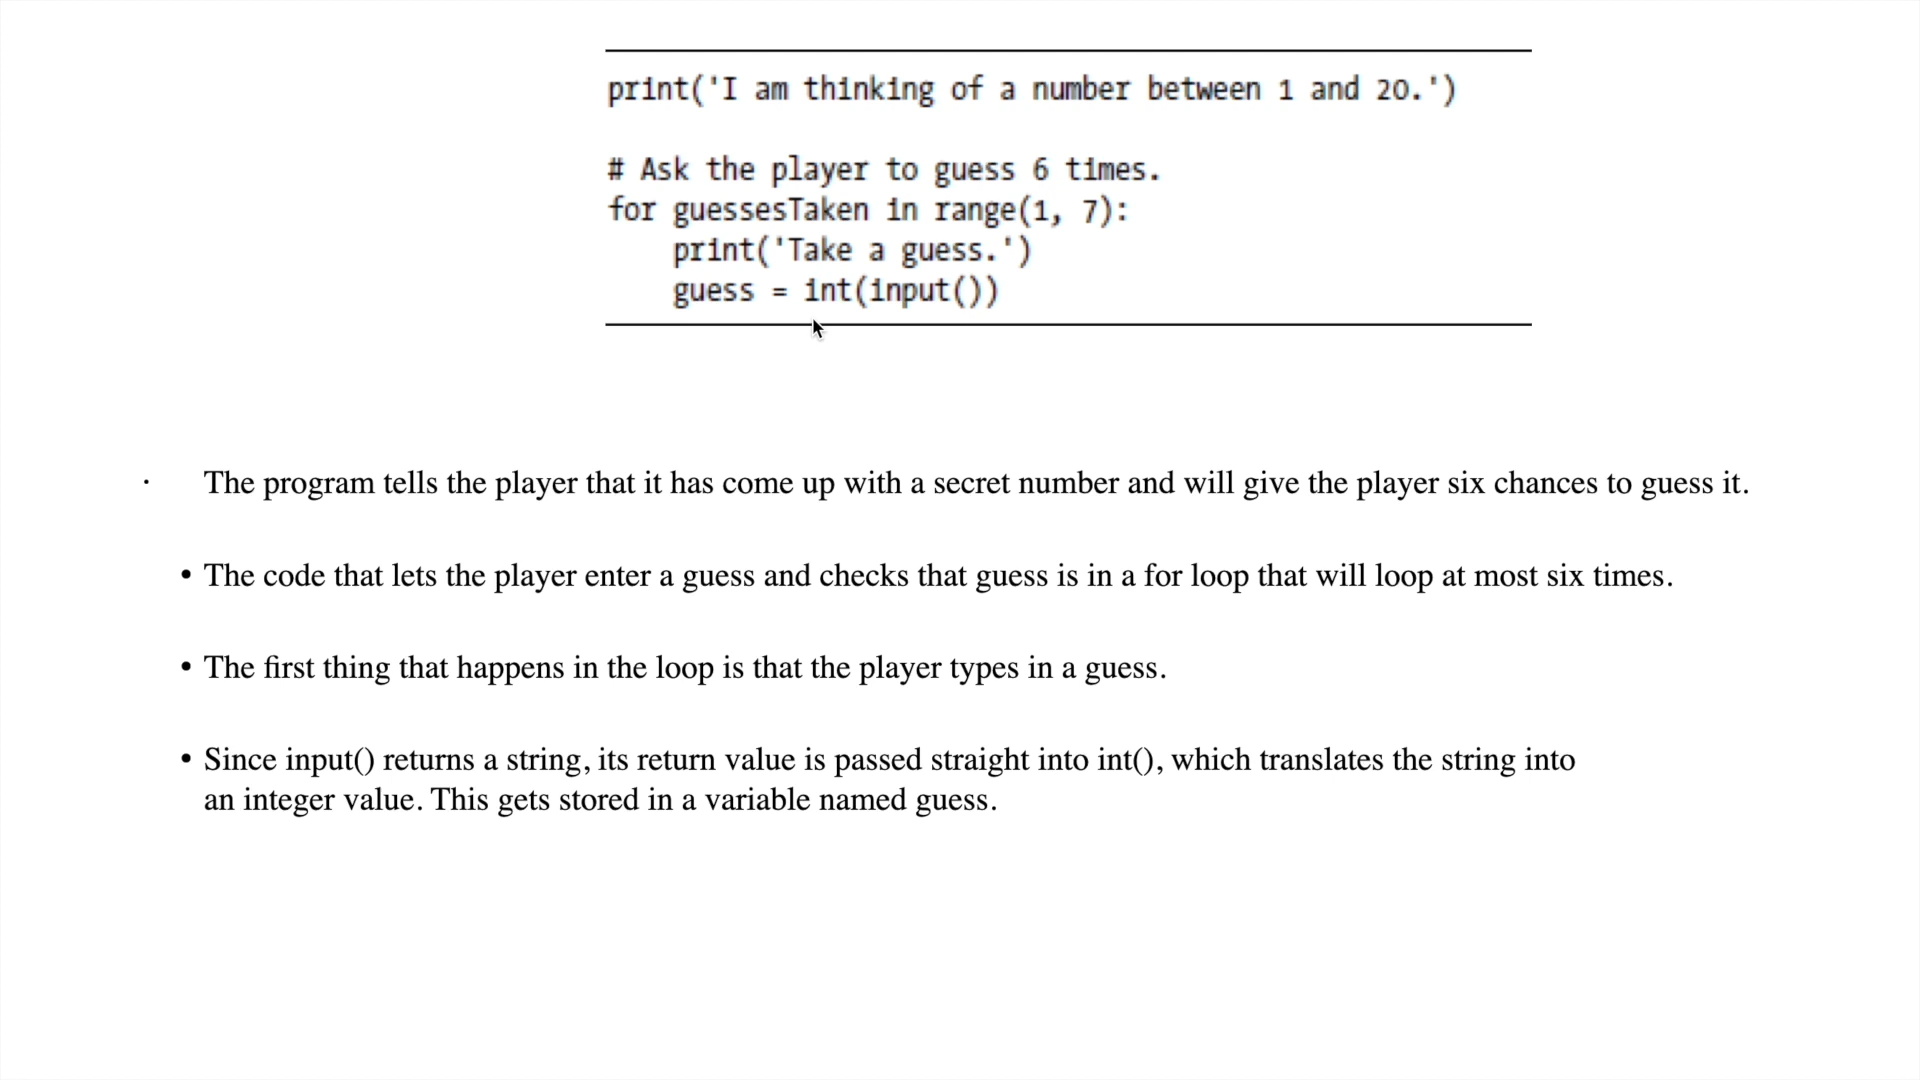 print('I am thinking of a number between 1 and 20.')
# Ask the player to guess 6 times.
for guessesTaken in range(1, 7):
    print('Take a guess.')
    guess = int(input())
· The program tells the player that it has come up with a secret number and will give the player six chances to guess it.
• The code that lets the player enter a guess and checks that guess is in a for loop that will loop at most six times.
• The first thing that happens in the loop is that the player types in a guess.
• Since input() returns a string, its return value is passed straight into int(), which translates the string into
an integer value. This gets stored in a variable named guess.